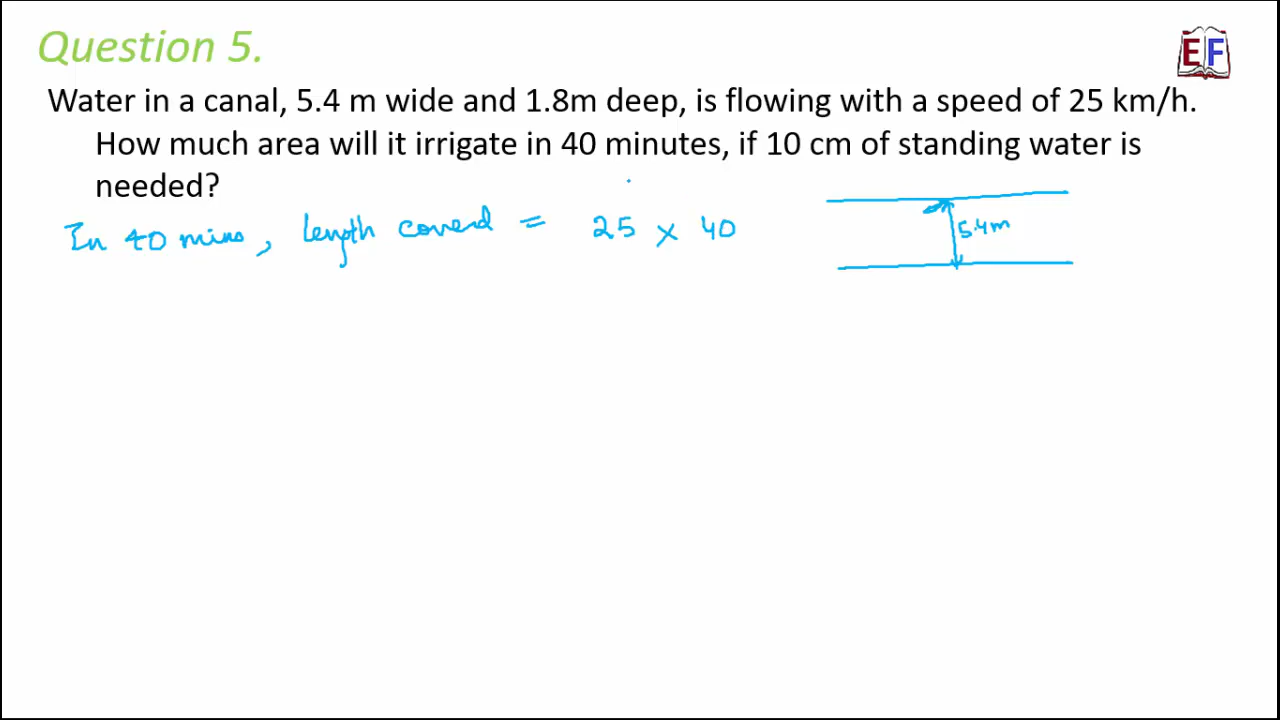 Question 5.
EF
Water in a canal, 5.4 m wide and 1.8m deep, is flowing with a speed of 25 km/h.
How much area will it irrigate in 40 minutes, if 10 cm of standing water is
needed?
In 40 mins, length coverd = 25 × 40
5.4m